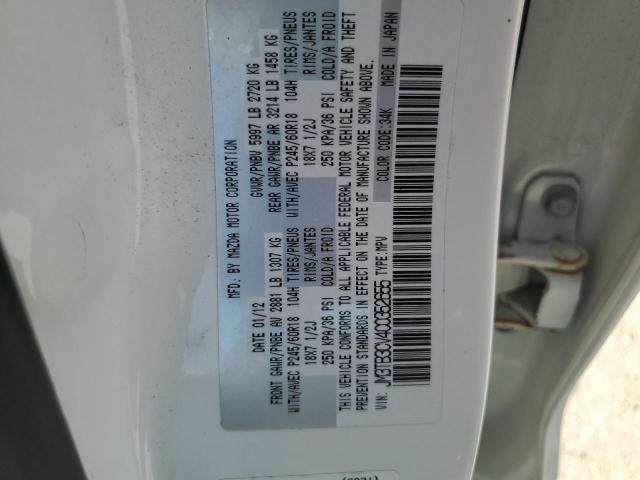 MFD. BY MAZDA MOTOR CORPORATION
DATE 01/12 GVWR/PNBV 5997 LB 2720 KG
FRONT GAWR/PNBE AV 2881 LB 1307 KG REAR GAWR/PNBE AR 3214 LB 1458 KG
WITH/AVEC P245/60R18 104H TIRES/PNEUS WITH/AVEC P245/60R18 104H TIRES/PNEUS
18X7 1/2J RIMS/JANTES 18X7 1/2J RIMS/JANTES
250 KPA/36 PSI COLD/A FROID 250 KPA/36 PSI COLD/A FROID
THIS VEHICLE CONFORMS TO ALL APPLICABLE FEDERAL MOTOR VEHICLE SAFETY AND THEFT
PREVENTION STANDARDS IN EFFECT ON THE DATE OF MANUFACTURE SHOWN ABOVE.
VIN: JM3TB3CV4C0352655 TYPE:MPV
COLOR CODE:34K MADE IN JAPAN